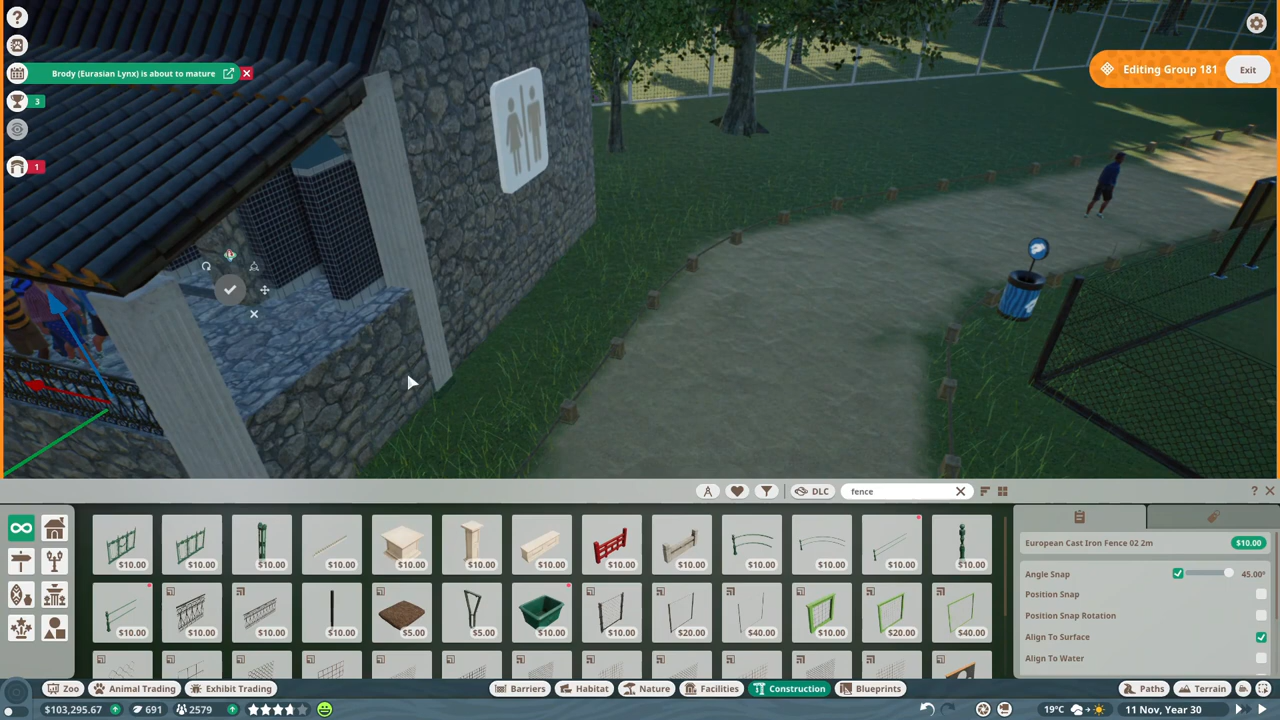 ?
Brody (Eurasian Lynx) is about to mature
3
1
Editing Group 181
Exit
DLC
fence
?
$10.00 $10.00 $10.00 $10.00 $10.00 $10.00 $10.00 $10.00 $10.00 $10.00 $10.00 $10.00 $10.00
$10.00 $10.00 $10.00 $10.00 $5.00 $5.00 $10.00 $10.00 $20.00 $40.00 $10.00 $20.00 $40.00
European Cast Iron Fence 02 2m
$10.00
Angle Snap
45.00°
Position Snap
Position Snap Rotation
Align To Surface
Align To Water
Zoo
Animal Trading
Exhibit Trading
Barriers
Habitat
Nature
Facilities
Construction
Blueprints
Paths
Terrain
$103,295.67
691
2579
19°C
11 Nov, Year 30